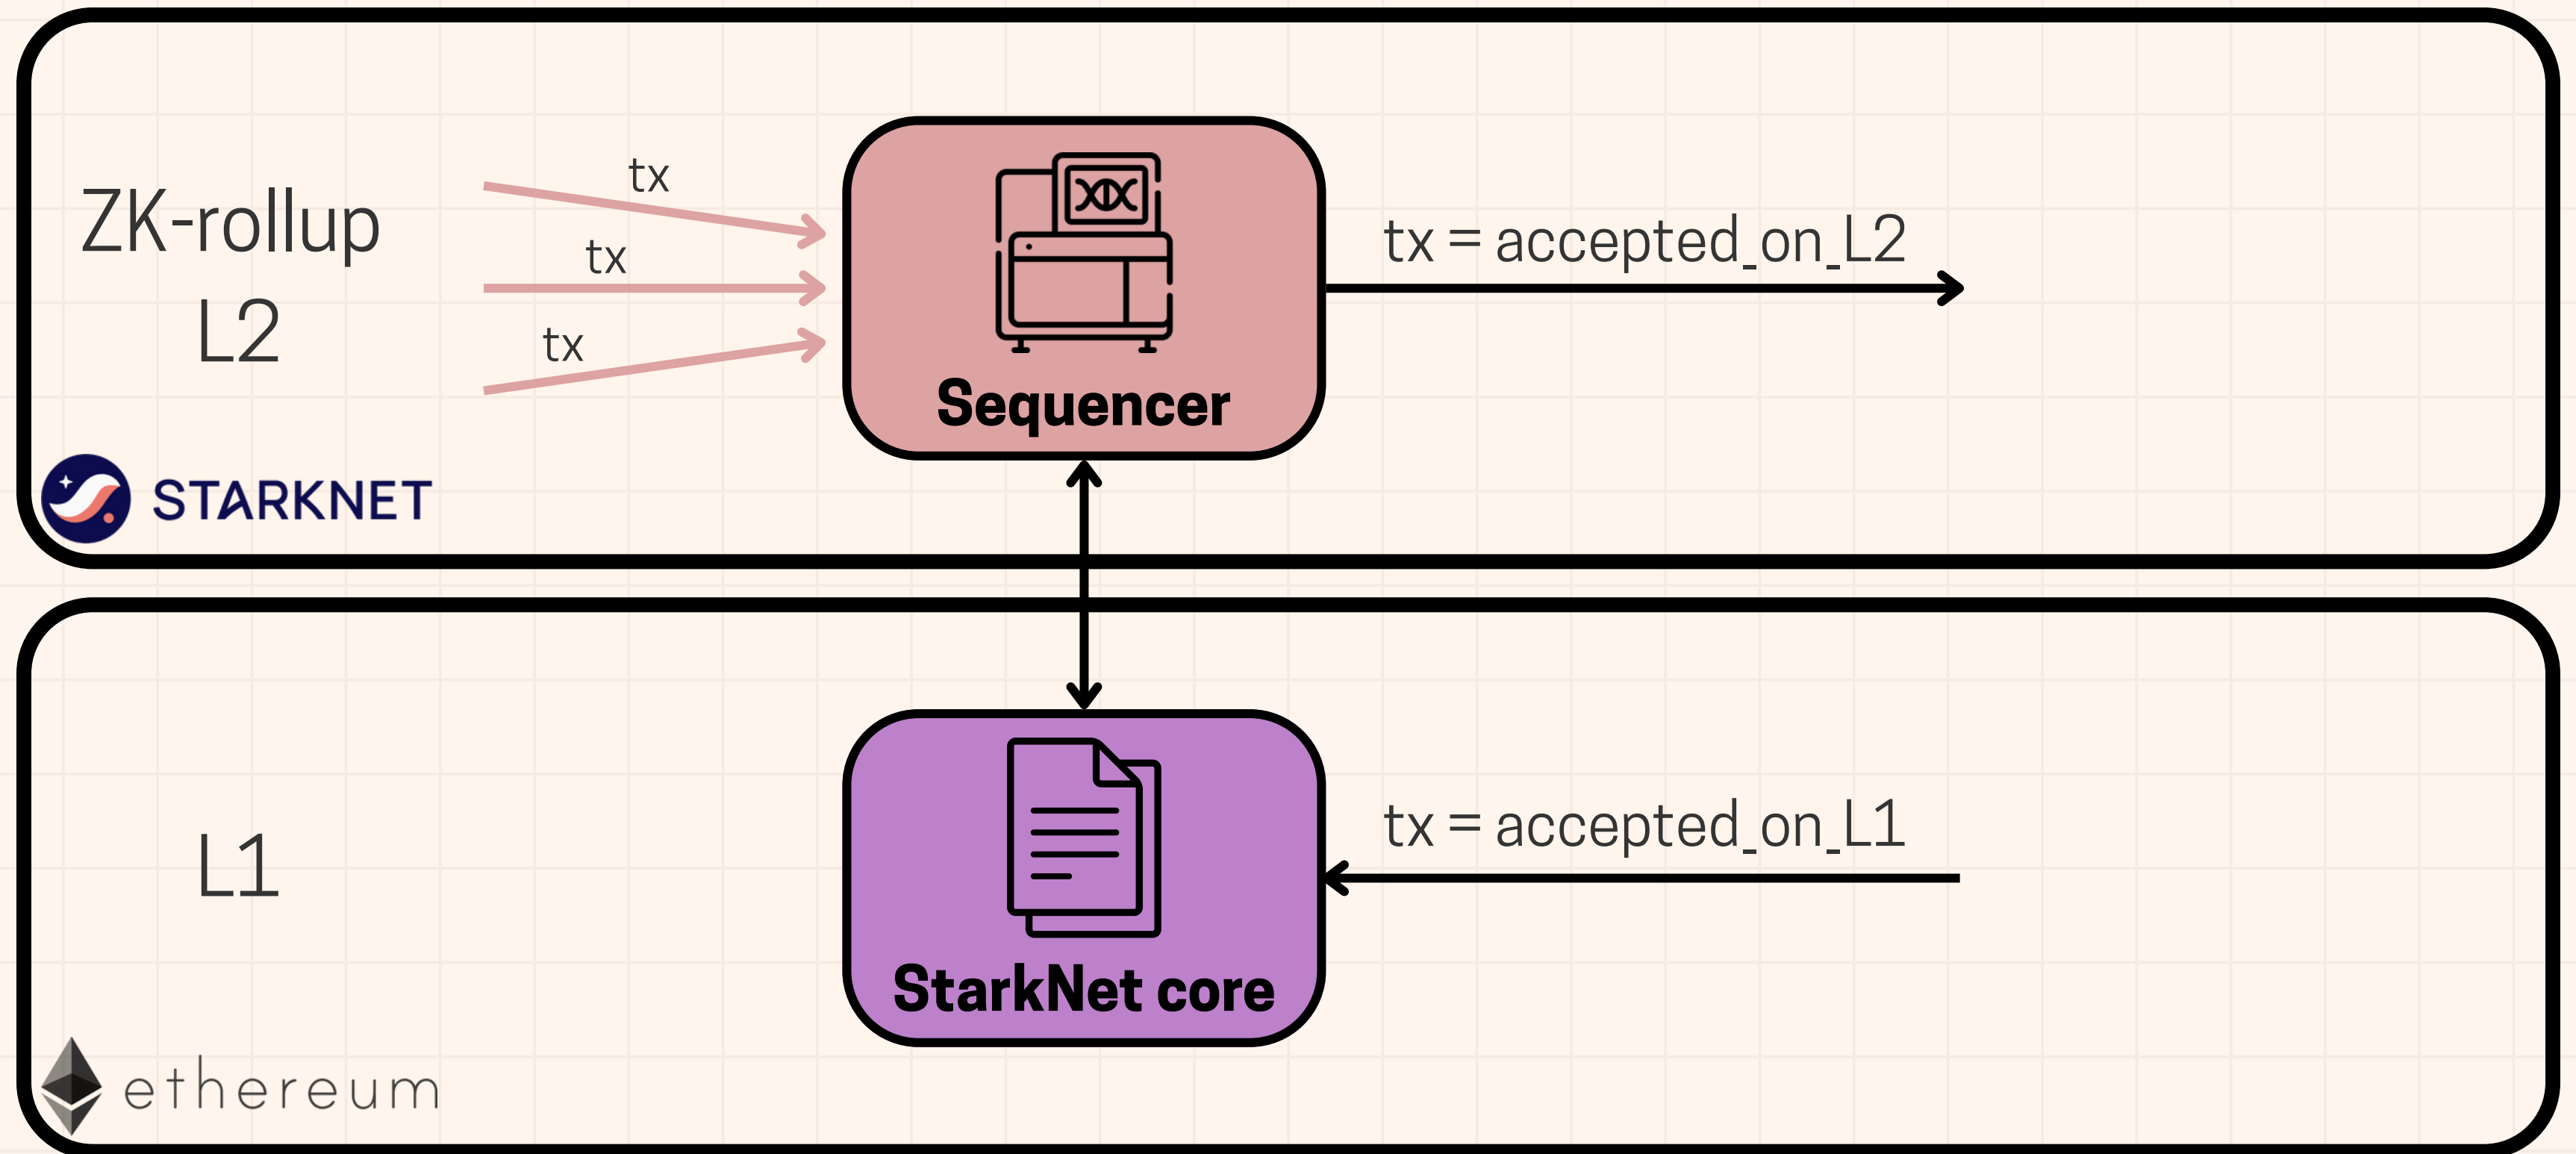 tx
ZK-rollup
L2
tx
tx
Sequencer
tx = accepted_on_L2
STARKNET
L1
StarkNet core
tx = accepted_on_L1
ethereum